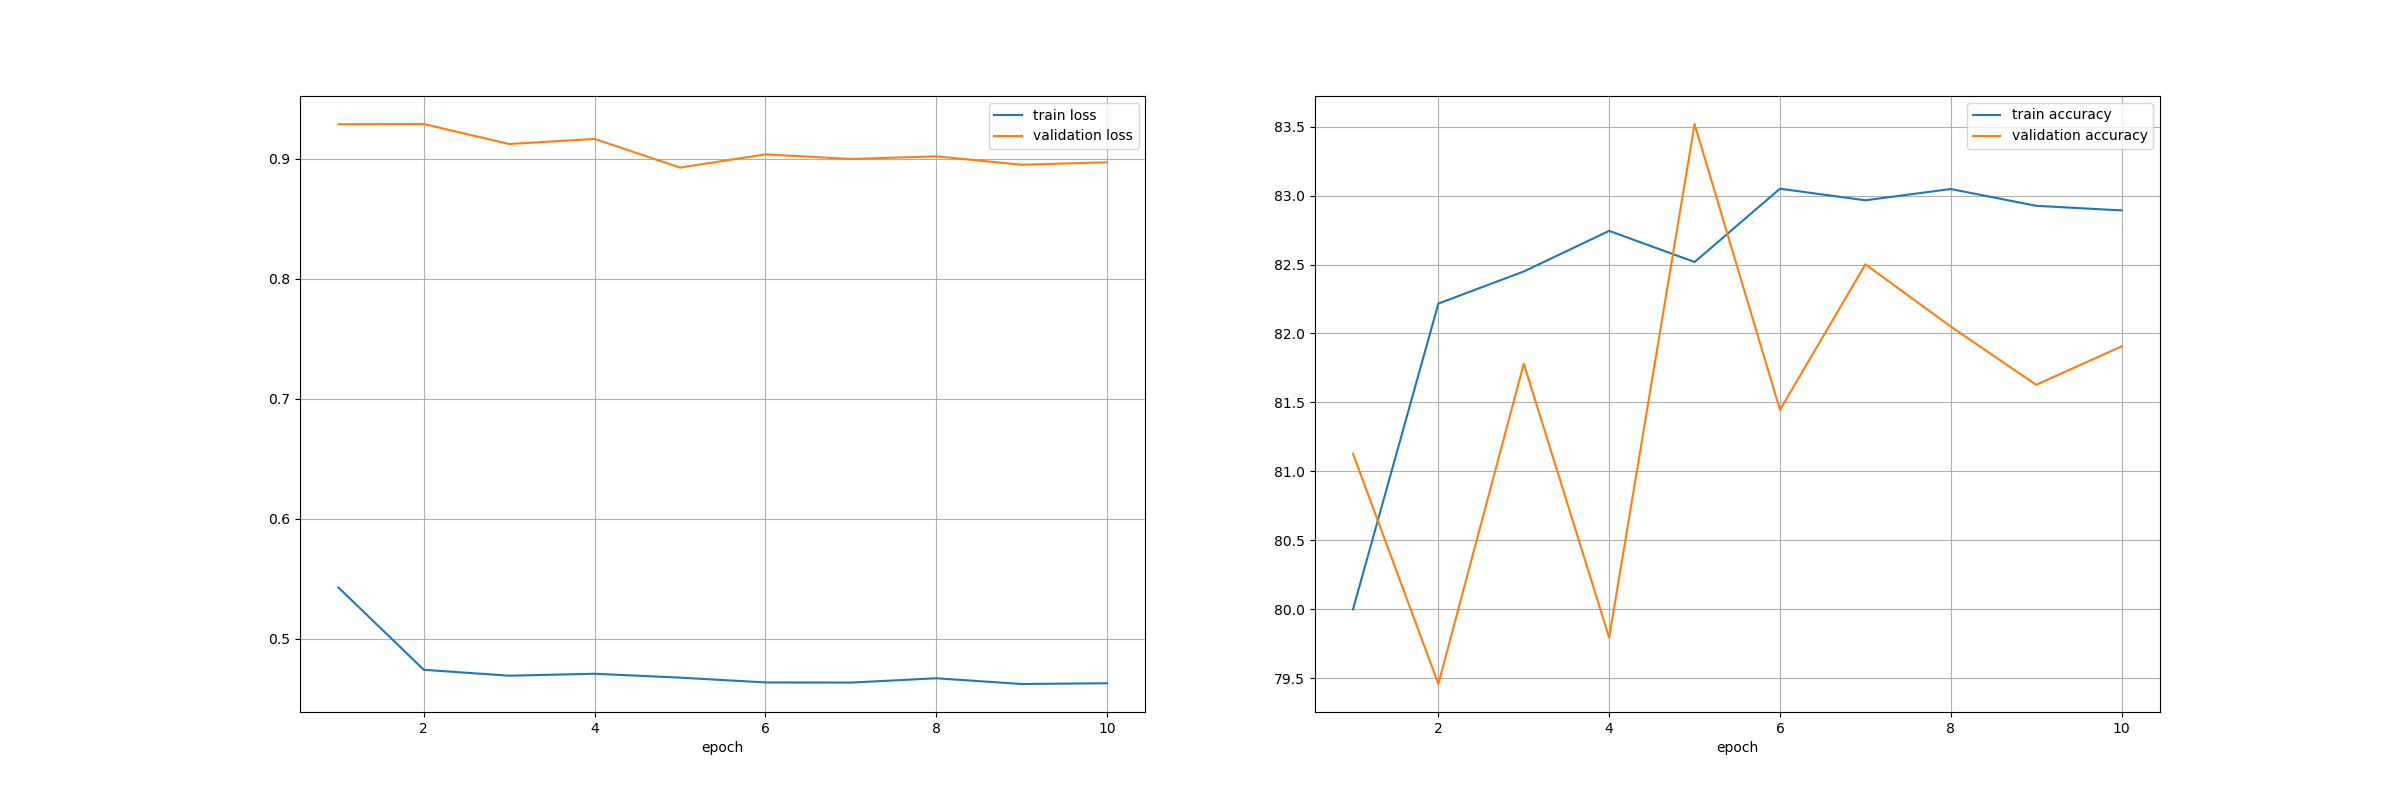 train loss
validation loss
0.9
0.8
0.7
0.6
0.5
2 4 6 8 10
epoch
train accuracy
validation accuracy
83.5
83.0
82.5
82.0
81.5
81.0
80.5
80.0
79.5
2 4 6 8 10
epoch